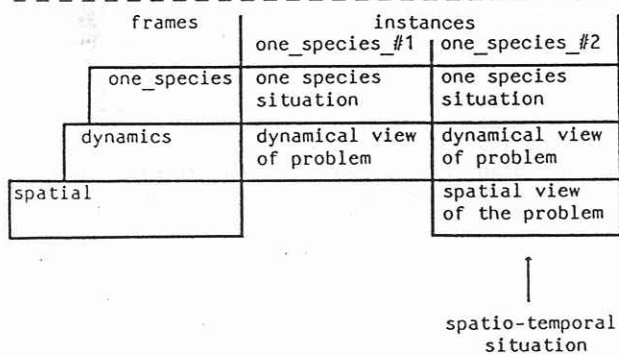 frames instances
one_species_#1 one_species_#2
one_species one species one species
situation situation
dynamics dynamical view dynamical view
of problem of problem
spatial spatial view
of the problem
spatio-temporal
situation